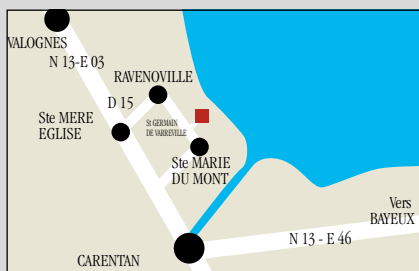 VALOGNES
N 13-E 03
RAVENOVILLE
D 15
Ste MERE
EGLISE
St GERMAIN
DE VARREVILLE
Ste MARIE
DU MONT
Vers
BAYEUX
N 13 - E 46
CARENTAN